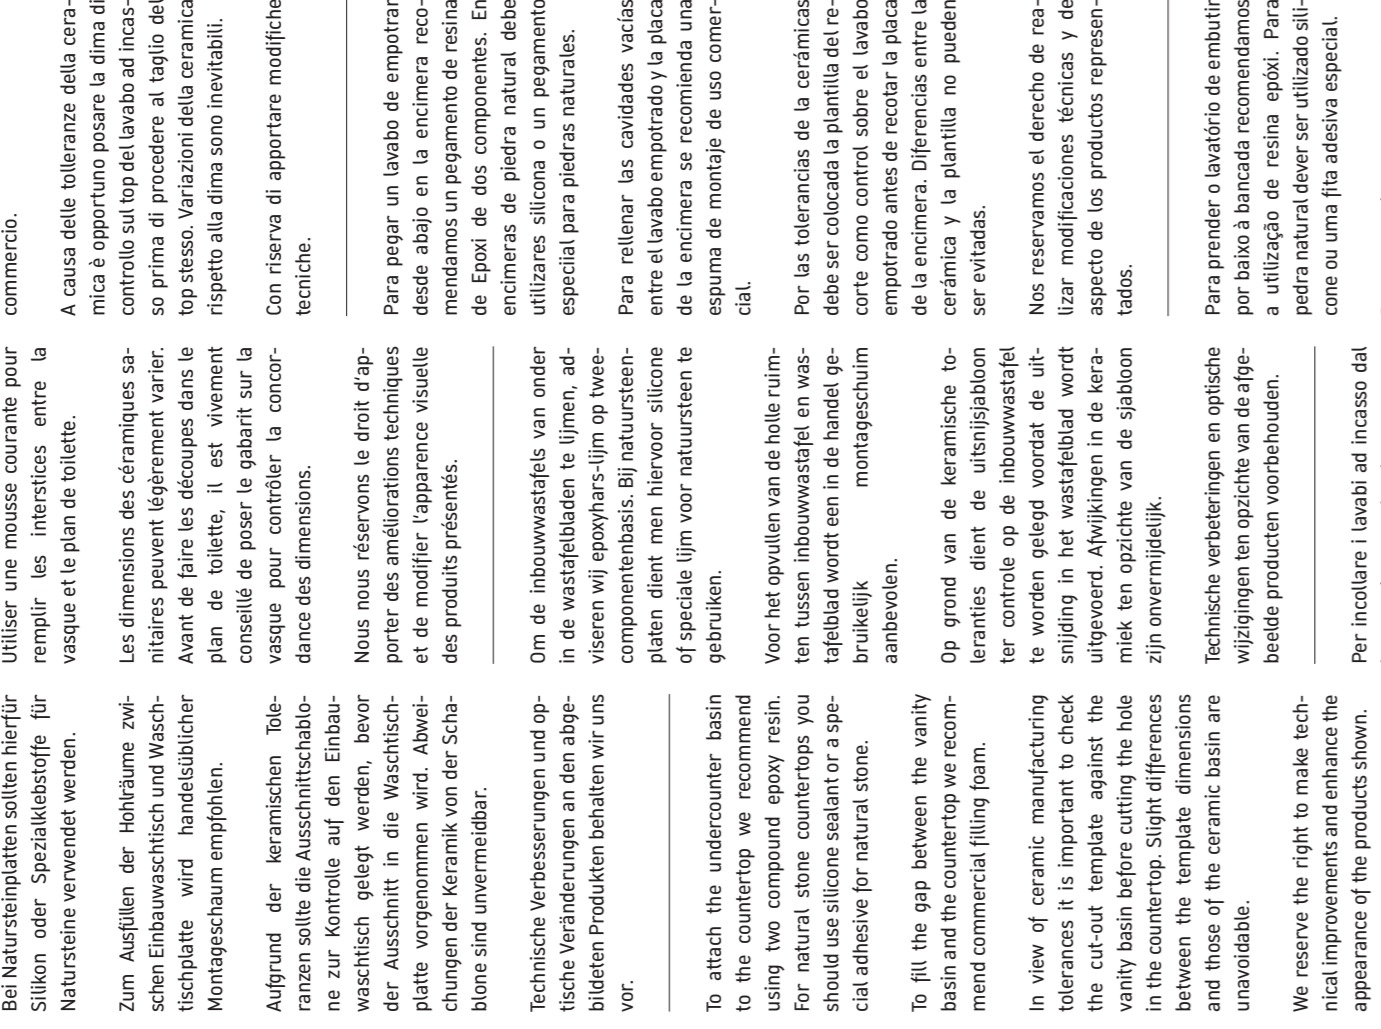 Bei Natursteinplatten sollten hierfür
Silikon oder Spezialklebstoffe für
Natursteine verwendet werden.
Zum Ausfüllen der Hohlräume zwi-
schen Einbauwaschtisch und Wasch-
tischplatte wird handelsüblicher
Montageschaum empfohlen.
Aufgrund der keramischen Tole-
ranzen sollte die Ausschnittschablo-
ne zur Kontrolle auf den Einbau-
waschtisch gelegt werden, bevor
der Ausschnitt in die Waschtisch-
platte vorgenommen wird. Abwei-
chungen der Keramik von der Scha-
blone sind unvermeidbar.
Technische Verbesserungen und op-
tische Veränderungen an den abge-
bildeten Produkten behalten wir uns
vor.
To attach the undercounter basin
to the countertop we recommend
using two compound epoxy resin.
For natural stone countertops you
should use silicone sealant or a spe-
cial adhesive for natural stone.
To fill the gap between the vanity
basin and the countertop we recom-
mend commercial filling foam.
In view of ceramic manufacturing
tolerances it is important to check
the cut-out template against the
vanity basin before cutting the hole
in the countertop. Slight differences
between the template dimensions
and those of the ceramic basin are
unavoidable.
We reserve the right to make tech-
nical improvements and enhance the
appearance of the products shown.
Utiliser une mousse courante pour
remplir les interstices entre la
vasque et le plan de toilette.
Les dimensions des céramiques sa-
nitaires peuvent légèrement varier.
Avant de faire les découpes dans le
plan de toilette, il est vivement
conseillé de poser le gabarit sur la
vasque pour contrôler la concor-
dance des dimensions.
Nous nous réservons le droit d'ap-
porter des améliorations techniques
et de modifier l'apparence visuelle
des produits présentés.
Om de inbouwwastafels van onder
in de wastafelbladen te lijmen, ad-
viseren wij epoxyhars-lijm op twee-
componentenbasis. Bij natuursteen-
platen dient men hiervoor silicone
of speciale lijm voor natuursteen te
gebruiken.
Voor het opvullen van de holle ruim-
ten tussen inbouwwastafel en was-
tafelblad wordt een in de handel ge-
bruikelijk montageschuim
aanbevolen.
Op grond van de keramische to-
leranties dient de uitsnijsjabloon
ter controle op de inbouwwastafel
te worden gelegd voordat de uit-
snijding in het wastafelblad wordt
uitgevoerd. Afwijkingen in de kera-
miek ten opzichte van de sjabloon
zijn onvermijdelijk.
Technische verbeteringen en optische
wijzigingen ten opzichte van de afge-
beelde producten voorbehouden.
Per incollare i lavabi ad incasso dal
commercio.
A causa delle tolleranze della cera-
mica è opportuno posare la dima di
controllo sul top del lavabo ad incas-
so prima di procedere al taglio del
top stesso. Variazioni della ceramica
rispetto alla dima sono inevitabili.
Con riserva di apportare modifiche
tecniche.
Para pegar un lavabo de empotrar
desde abajo en la encimera reco-
mendamos un pegamento de resina
de Epoxi de dos componentes. En
encimeras de piedra natural debe
utilizares silicona o un pegamento
especiial para piedras naturales.
Para rellenar las cavidades vacías
entre el lavabo empotrado y la placa
de la encimera se recomienda una
espuma de montaje de uso comer-
cial.
Por las tolerancias de la cerámicas
debe ser colocada la plantilla del re-
corte como control sobre el lavabo
empotrado antes de recotar la placa
de la encimera. Diferencias entre la
cerámica y la plantilla no pueden
ser evitadas.
Nos reservamos el derecho de rea-
lizar modificaciones técnicas y de
aspecto de los productos represen-
tados.
Para prender o lavatório de embutir
por baixo à bancada recomendamos
a utilização de resina epóxi. Para
pedra natural dever ser utilizado sili-
cone ou uma fita adesiva especial.